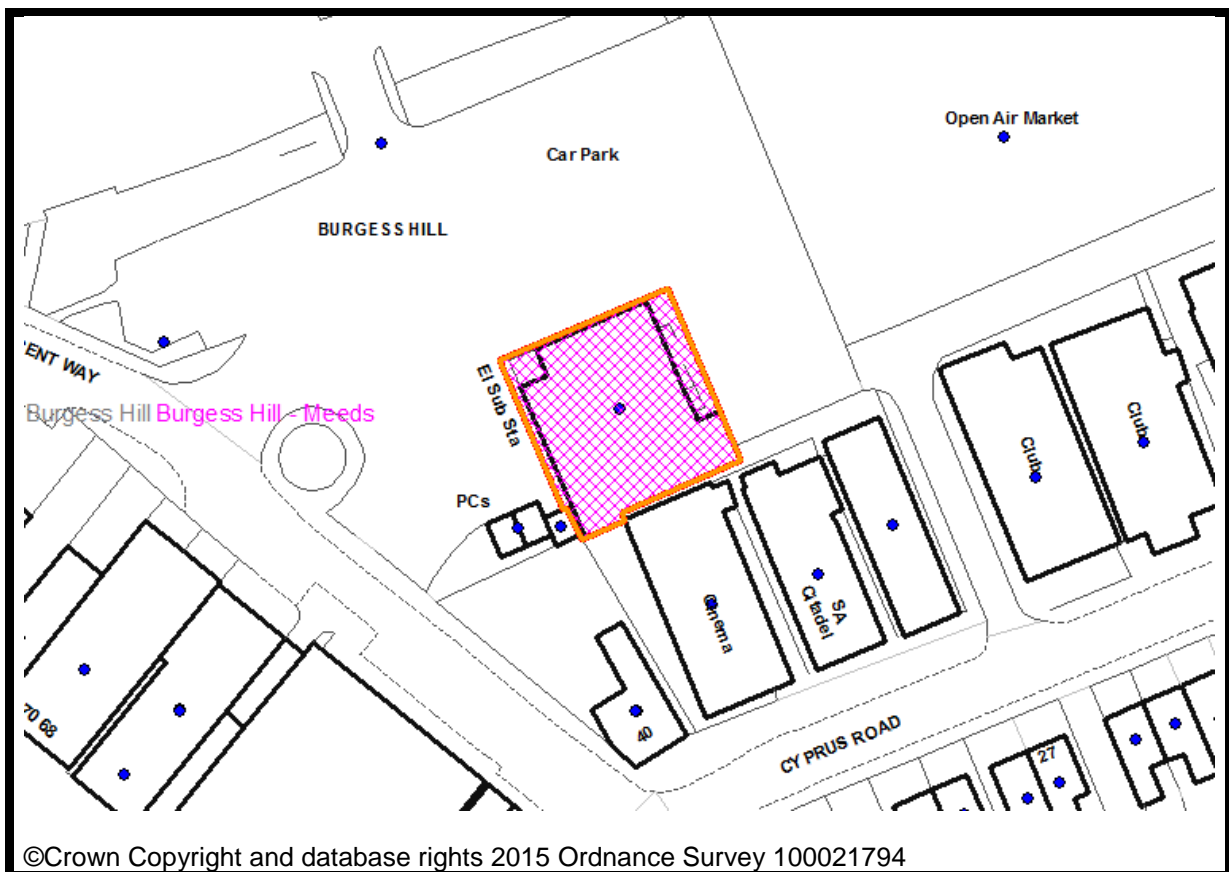 Open Air Market
Car Park
BURGESS HILL
ENT WAY
El Sub Sta
Burgess Hill Burgess Hill - Meeds
Club
Club
PCs
Cinema
SA
Citadel
70 68
40
CYPRUS ROAD
27
©Crown Copyright and database rights 2015 Ordnance Survey 100021794